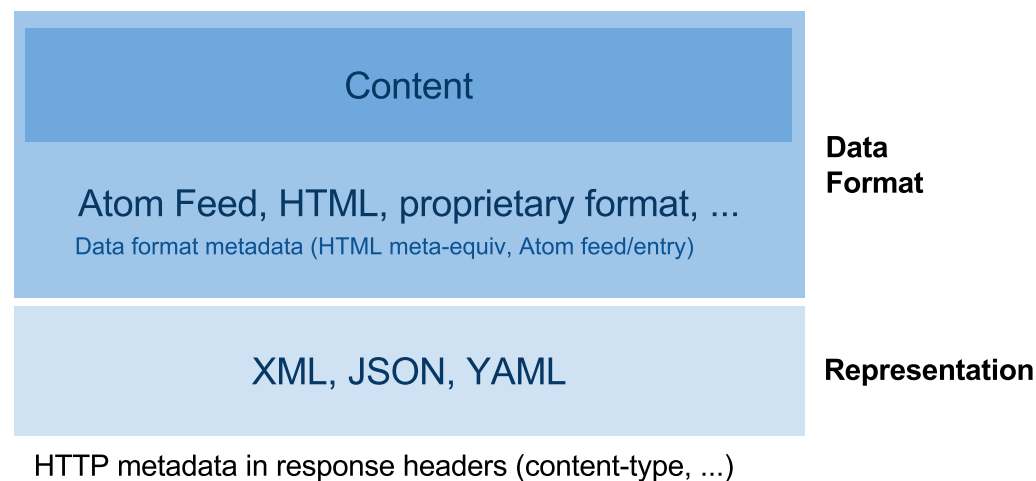 Content
Data
Format
Atom Feed, HTML, proprietary format, ...
Data format metadata (HTML meta-equiv, Atom feed/entry)
XML, JSON, YAML
Representation
HTTP metadata in response headers (content-type, ...)